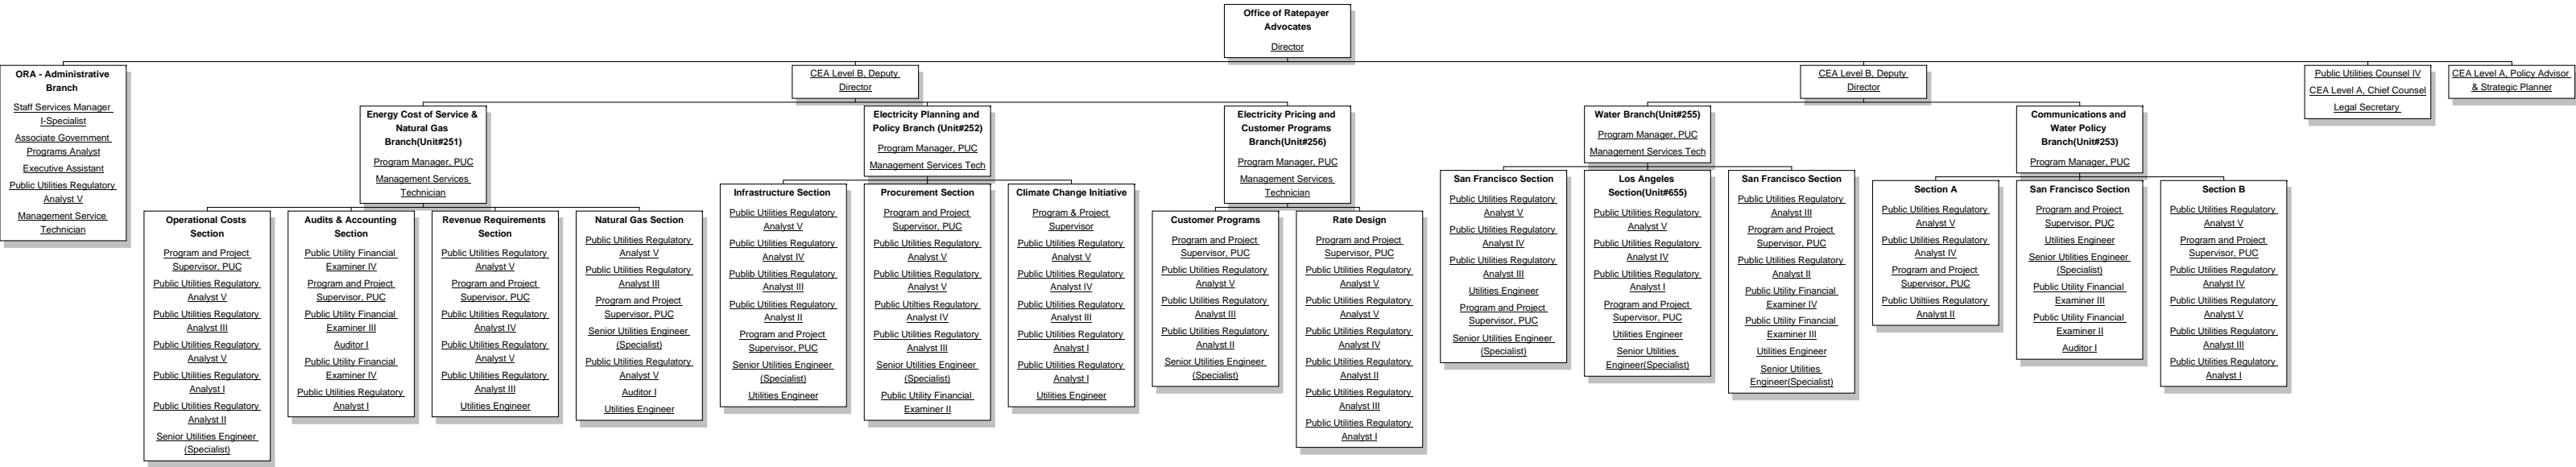 Office of Ratepayer
Advocates
Director
ORA - Administrative
Branch
Staff Services Manager
I-Specialist
Associate Government
Programs Analyst
Executive Assistant
Public Utilities Regulatory
Analyst V
Management Service
Technician
CEA Level B, Deputy
Director
Energy Cost of Service &
Natural Gas
Branch(Unit#251)
Program Manager, PUC
Management Services
Technician
Operational Costs
Section
Program and Project
Supervisor, PUC
Public Utilities Regulatory
Analyst V
Public Utilities Regulatory
Analyst III
Public Utilities Regulatory
Analyst V
Public Utilities Regulatory
Analyst I
Public Utilities Regulatory
Analyst II
Senior Utilities Engineer
(Specialist)
Audits & Accounting
Section
Public Utility Financial
Examiner IV
Program and Project
Supervisor, PUC
Public Utility Financial
Examiner III
Auditor I
Public Utility Financial
Examiner IV
Public Utilities Regulatory
Analyst I
Revenue Requirements
Section
Public Utilities Regulatory
Analyst V
Program and Project
Supervisor, PUC
Public Utilities Regulatory
Analyst IV
Public Utilities Regulatory
Analyst V
Public Utilities Regulatory
Analyst III
Utilities Engineer
Natural Gas Section
Public Utilities Regulatory
Analyst V
Public Utilities Regulatory
Analyst III
Program and Project
Supervisor, PUC
Senior Utilities Engineer
(Specialist)
Public Utilities Regulatory
Analyst V
Auditor I
Utilities Engineer
Electricity Planning and
Policy Branch (Unit#252)
Program Manager, PUC
Management Services Tech
Infrastructure Section
Public Utilities Regulatory
Analyst V
Public Utilities Regulatory
Analyst IV
Publib Utilities Regulatory
Analyst III
Public Utilities Regulatory
Analyst II
Program and Project
Supervisor, PUC
Senior Utilities Engineer
(Specialist)
Utilities Engineer
Procurement Section
Program and Project
Supervisor, PUC
Public Utilities Regulatory
Analyst V
Public Utilities Regulatory
Analyst V
Public Utiltiies Regulatory
Analyst IV
Public Utilities Regulatory
Analyst III
Senior Utilities Engineer
(Specialist)
Public Utility Financial
Examiner II
Climate Change Initiative
Program & Project
Supervisor
Public Utilities Regulatory
Analyst V
Public Utilities Regulatory
Analyst IV
Public Utilities Regulatory
Analyst III
Public Utilities Regulatory
Analyst I
Public Utilities Regulatory
Analyst I
Utilities Engineer
Electricity Pricing and
Customer Programs
Branch(Unit#256)
Program Manager, PUC
Management Services
Technician
Customer Programs
Program and Project
Supervisor, PUC
Public Utilities Regulatory
Analyst V
Public Utilities Regulatory
Analyst III
Public Utilities Regulatory
Analyst II
Senior Utilities Engineer
(Specialist)
Rate Design
Program and Project
Supervisor, PUC
Public Utilities Regulatory
Analyst V
Public Utilities Regulatory
Analyst V
Public Utilities Regulatory
Analyst IV
Public Utilities Regulatory
Analyst II
Public Utilities Regulatory
Analyst III
Public Utilities Regulatory
Analyst I
CEA Level B, Deputy
Director
Water Branch(Unit#255)
Program Manager, PUC
Management Services Tech
San Francisco Section
Public Utilities Regulatory
Analyst V
Public Utilities Regulatory
Analyst IV
Public Utilities Regulatory
Analyst III
Utilities Engineer
Program and Project
Supervisor, PUC
Senior Utilities Engineer
(Specialist)
Los Angeles
Section(Unit#655)
Public Utilities Regulatory
Analyst V
Public Utilities Regulatory
Analyst IV
Public Utilities Regulatory
Analyst I
Program and Project
Supervisor, PUC
Utilities Engineer
Senior Utilities
Engineer(Specialist)
San Francisco Section
Public Utilities Regulatory
Analyst III
Program and Project
Supervisor, PUC
Public Utilities Regulatory
Analyst II
Public Utility Financial
Examiner IV
Public Utility Financial
Examiner III
Utilities Engineer
Senior Utilities
Engineer(Specialist)
Communications and
Water Policy
Branch(Unit#253)
Program Manager, PUC
Section A
Public Utilities Regulatory
Analyst V
Public Utilities Regulatory
Analyst IV
Program and Project
Supervisor, PUC
Public Utiltiies Regulatory
Analyst II
San Francisco Section
Program and Project
Supervisor, PUC
Utilities Engineer
Senior Utilities Engineer
(Specialist)
Public Utility Financial
Examiner III
Public Utility Financial
Examiner II
Auditor I
Section B
Public Utilities Regulatory
Analyst V
Program and Project
Supervisor, PUC
Public Utilities Regulatory
Analyst IV
Public Utilities Regulatory
Analyst V
Public Utilities Regulatory
Analyst III
Public Utilities Regulatory
Analyst I
Public Utilities Counsel IV
CEA Level A, Chief Counsel
Legal Secretary
CEA Level A, Policy Advisor
& Strategic Planner